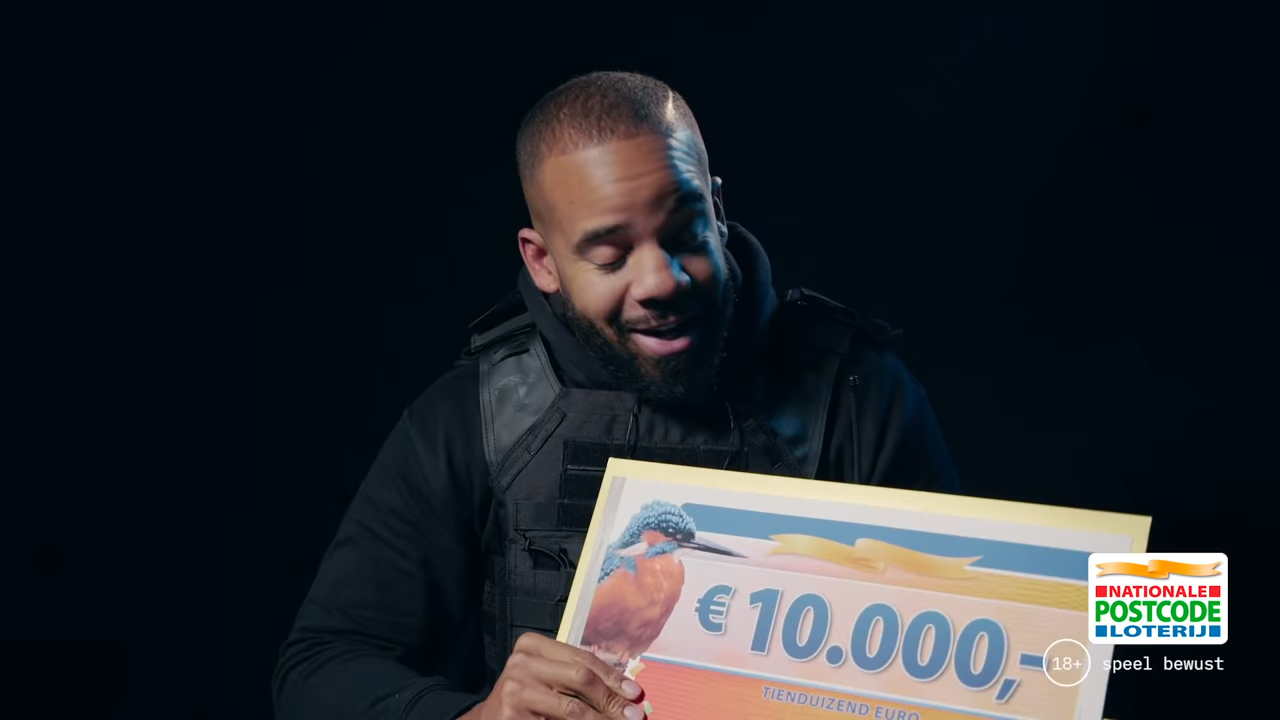 € 10.000,-
TIENDUIZEND EURO
NATIONALE
POSTCODE
LOTERIJ
18+ speel bewust